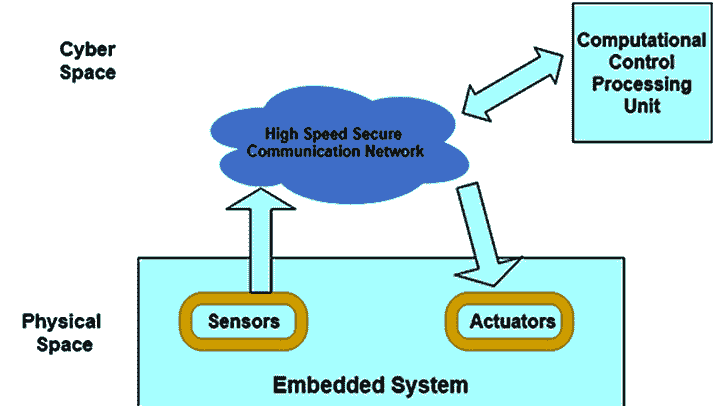 Cyber
Space
Computational
Control
Processing
Unit
High Speed Secure
Communication Network
Physical
Space
Sensors
Actuators
Embedded System